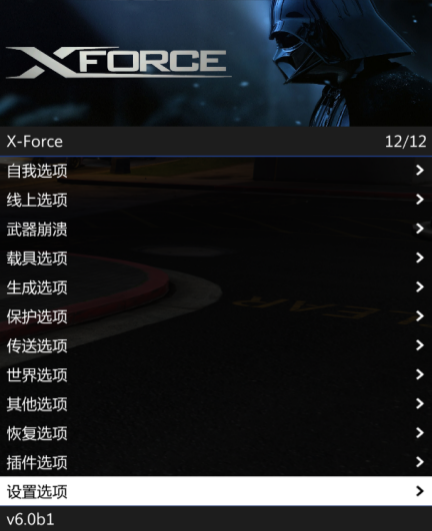 XFORCE
X-Force 12/12
自我选项
线上选项
武器崩溃
载具选项
生成选项
保护选项
传送选项
世界选项
其他选项
恢复选项
插件选项
设置选项
v6.0b1